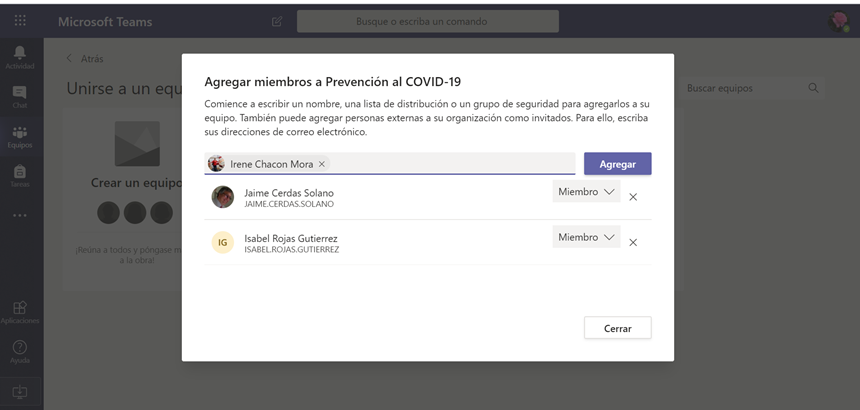 Microsoft Teams
Busque o escriba un comando
Actividad
Chat
Equipos
Tareas
Aplicaciones
Ayuda
Atrás
Unirse a un equ
Buscar equipos
Crear un equipo
¡Reúna a todos y póngase m
a la obra!
Agregar miembros a Prevención al COVID-19
Comience a escribir un nombre, una lista de distribución o un grupo de seguridad para agregarlos a su
equipo. También puede agregar personas externas a su organización como invitados. Para ello, escriba
sus direcciones de correo electrónico.
Irene Chacon Mora ×
Agregar
Jaime Cerdas Solano
JAIME.CERDAS.SOLANO
Miembro
IG
Isabel Rojas Gutierrez
ISABEL.ROJAS.GUTIERREZ
Miembro
Cerrar